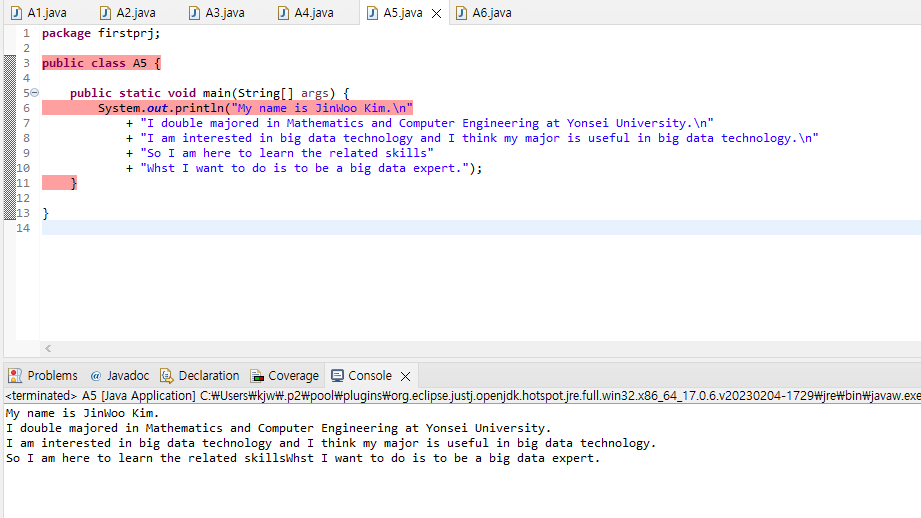 A1.java A2.java A3.java A4.java A5.java A6.java
1 package firstprj;
2
3 public class A5 {
4
5 public static void main(String[] args) {
6 System.out.println("My name is JinWoo Kim.\n"
7 + "I double majored in Mathematics and Computer Engineering at Yonsei University.\n"
8 + "I am interested in big data technology and I think my major is useful in big data technology.\n"
9 + "So I am here to learn the related skills"
10 + "Whst I want to do is to be a big data expert.");
11 }
12
13 }
14
Problems @ Javadoc Declaration Coverage Console
<terminated> A5 [Java Application] C:₩Users₩kjw₩.p2₩pool₩plugins₩org.eclipse.justj.openjdk.hotspot.jre.full.win32.x86_64_17.0.6.v20230204-1729₩jre₩bin₩javaw.exe
My name is JinWoo Kim.
I double majored in Mathematics and Computer Engineering at Yonsei University.
I am interested in big data technology and I think my major is useful in big data technology.
So I am here to learn the related skillsWhst I want to do is to be a big data expert.